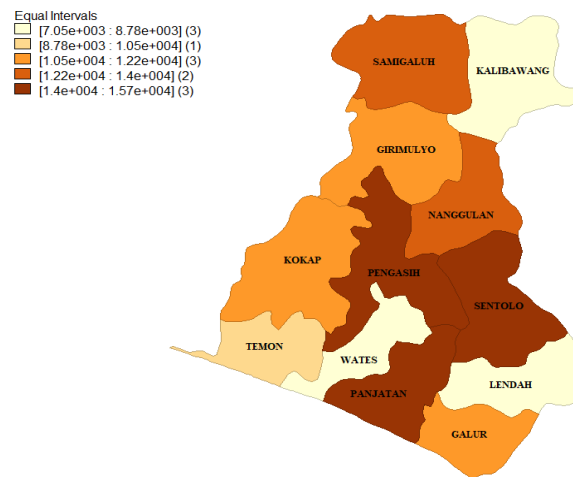 Equal Intervals
[7.05e+003 : 8.78e+003] (3)
[8.78e+003 : 1.05e+004] (1)
[1.05e+004 : 1.22e+004] (3)
[1.22e+004 : 1.4e+004] (2)
[1.4e+004 : 1.57e+004] (3)
SAMIGALUH
KALIBAWANG
GIRIMULYO
NANGGULAN
KOKAP
PENGASIH
SENTOLO
TEMON
WATES
LENDAH
PANJATAN
GALUR